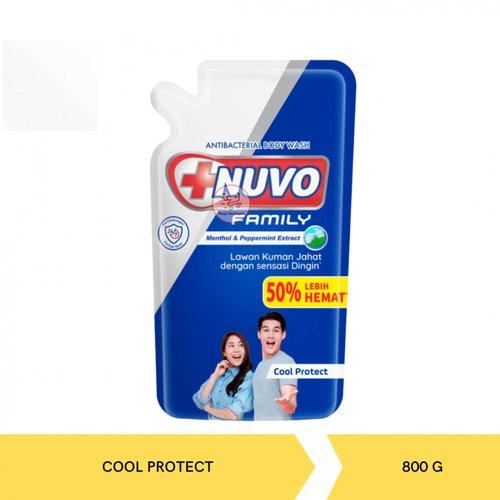 ANTIBACTERIAL BODY WASH
NUVO
FAMILY
Menthol & Peppermint Extract
Lawan Kuman Jahat
dengan sensasi Dingin*
50% LEBIH
HEMAT*
Cool Protect
COOL PROTECT
800 G